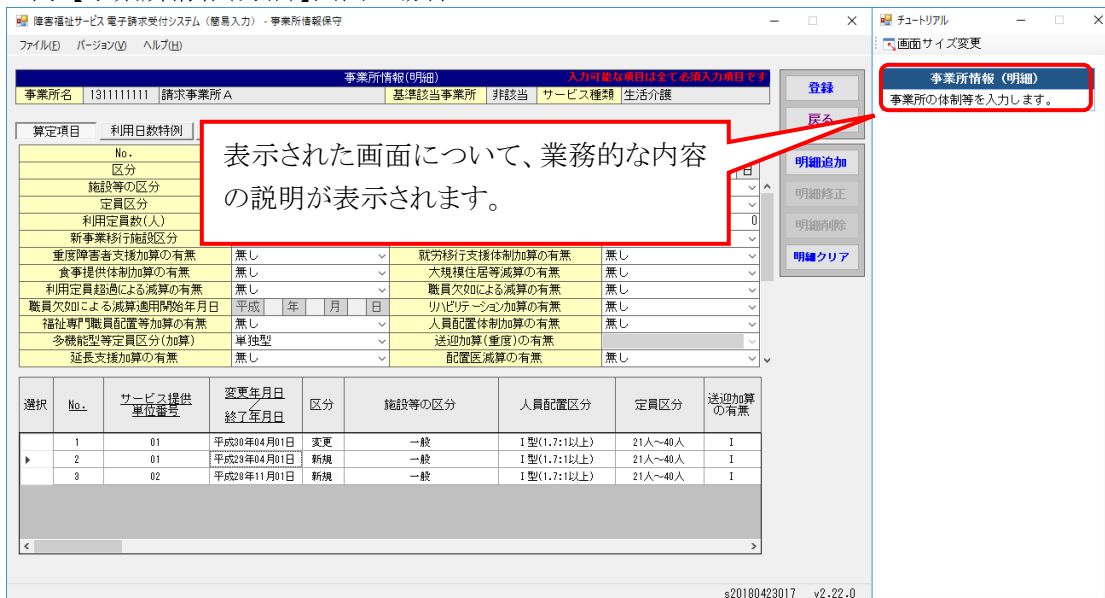 障害福祉サービス 電子請求受付システム（簡易入力） - 事業所情報保守
ファイル(F) バージョン(V) ヘルプ(H)
事業所情報(明細) 入力可能な項目は全て必須入力項目です
事業所名 1311111111 請求事業所A 基準該当事業所 非該当 サービス種類 生活介護
算定項目 利用日数特例
No.
区分 日
施設等の区分
定員区分
利用定員数(人) 0
新事業移行施設区分
重度障害者支援加算の有無 無し 就労移行支援体制加算の有無 無し
食事提供体制加算の有無 無し 大規模住居等減算の有無 無し
利用定員超過による減算の有無 無し 職員欠如による減算の有無 無し
職員欠如による減算適用開始年月日 平成 年 月 日 リハビリテーション加算の有無 無し
福祉専門職員配置等加算の有無 無し 人員配置体制加算の有無 無し
多機能型等定員区分(加算) 単独型 送迎加算(重度)の有無
延長支援加算の有無 無し 配置医減算の有無 無し
表示された画面について、業務的な内容
の説明が表示されます。
登録
戻る
明細追加
明細修正
明細削除
明細クリア
選択 No. サービス提供単位番号 変更年月日／終了年月日 区分 施設等の区分 人員配置区分 定員区分 送迎加算の有無
1 01 平成30年04月01日 変更 一般 I型(1.7:1以上) 21人～40人 I
2 01 平成29年04月01日 新規 一般 I型(1.7:1以上) 21人～40人 I
3 02 平成28年11月01日 新規 一般 I型(1.7:1以上) 21人～40人 I
s20180423017 v2.22.0
チュートリアル
画面サイズ変更
事業所情報（明細）
事業所の体制等を入力します。